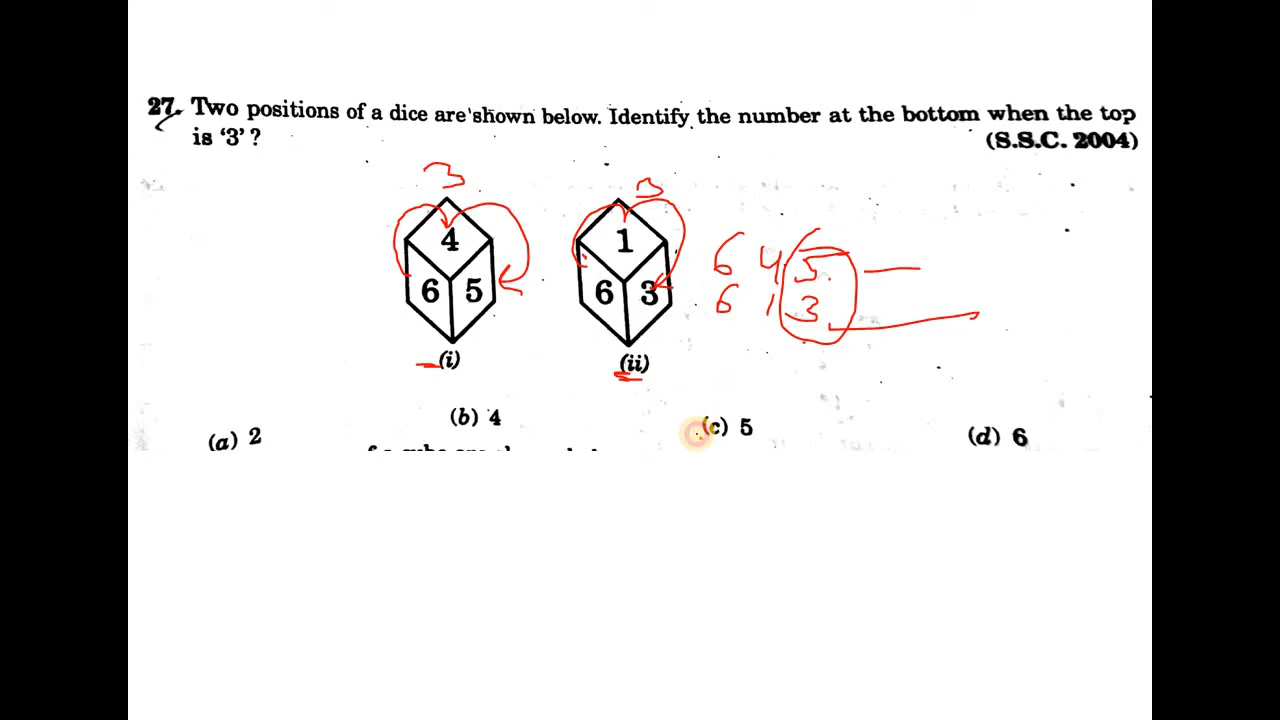 27. Two positions of a dice are shown below. Identify the number at the bottom when the top
is ‘3’ ?
(S.S.C. 2004)
3
3
4
6 5
1
6 3
6 4 5
6 1 3
(i)
(ii)
(a) 2
(b) 4
(c) 5
(d) 6